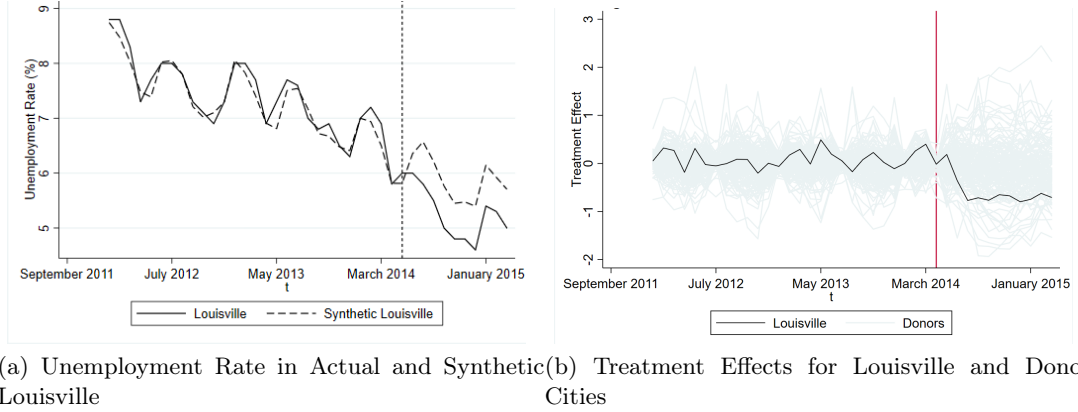 9
8
7
6
5
Unemployment Rate (%)
September 2011 July 2012 May 2013 March 2014 January 2015
t
Louisville Synthetic Louisville
3
2
1
0
-1
-2
Treatment Effect
September 2011 July 2012 May 2013 March 2014 January 2015
t
Louisville Donors
(a) Unemployment Rate in Actual and Synthetic
Louisville
(b) Treatment Effects for Louisville and Dono
Cities